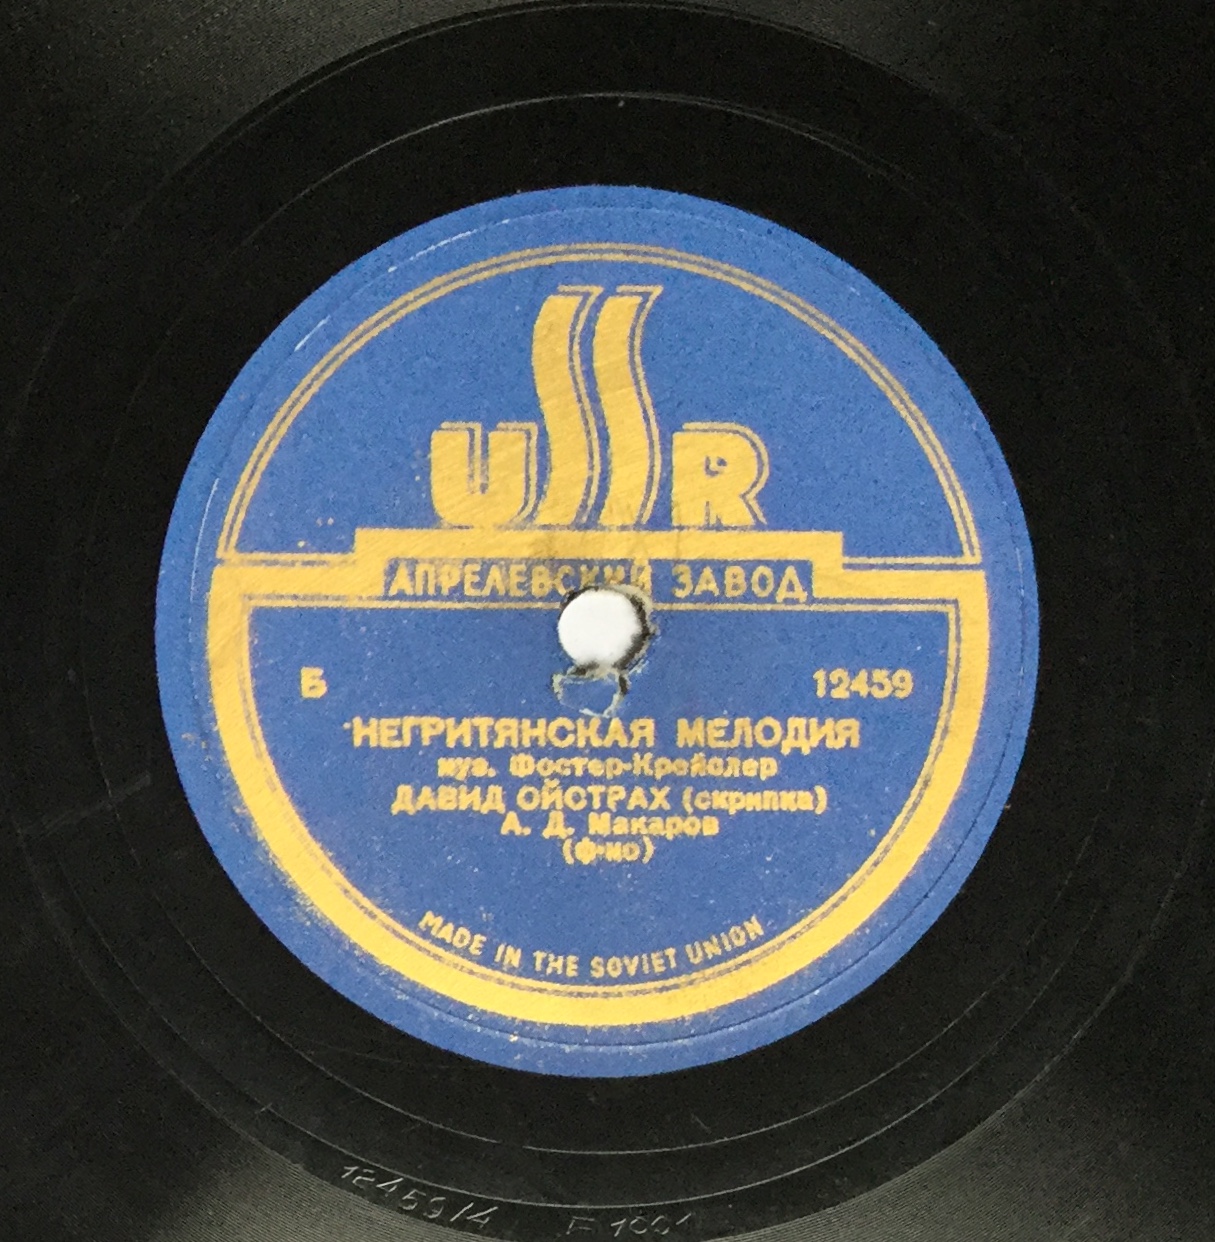 USSR
АПРЕЛЕВСКИЙ ЗАВОД
Б 12459
НЕГРИТЯНСКАЯ МЕЛОДИЯ
муз. Фостер-Крейслер
ДАВИД ОЙСТРАХ (скрипка)
А. Д. Макаров
(ф-но)
MADE IN THE SOVIET UNION
12459/4